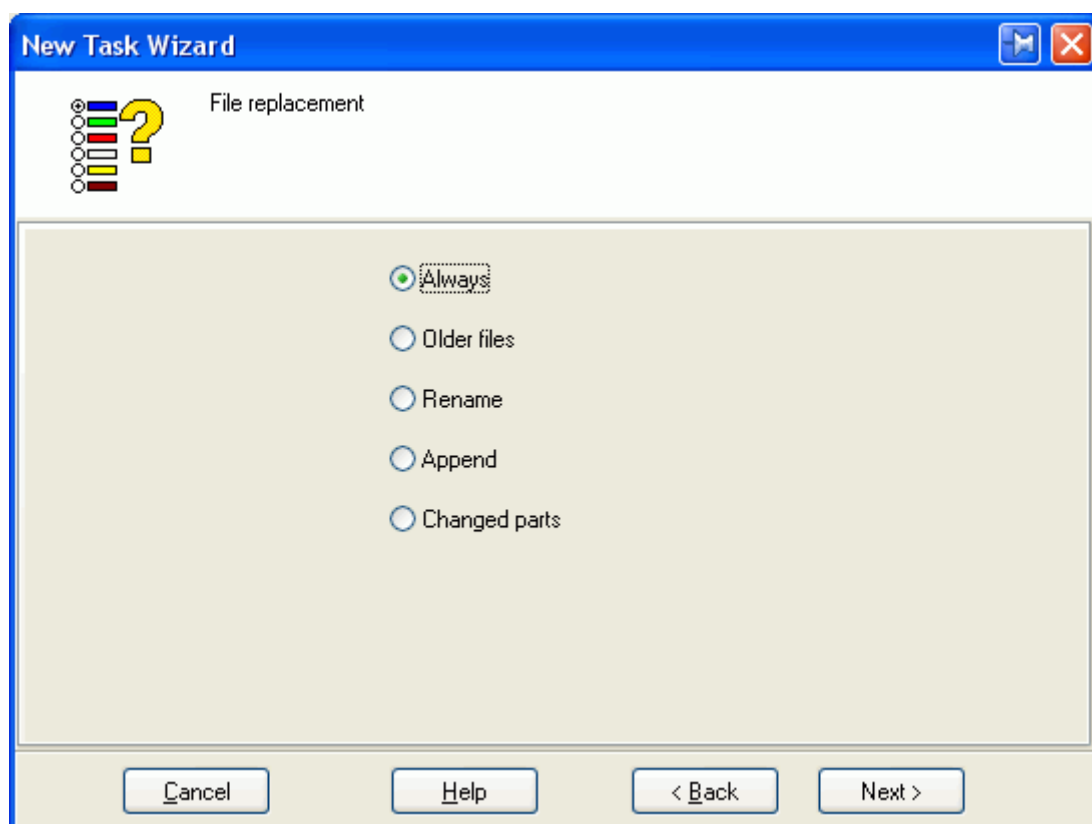 New Task Wizard
File replacement
Always
Older files
Rename
Append
Changed parts
Cancel Help < Back Next >